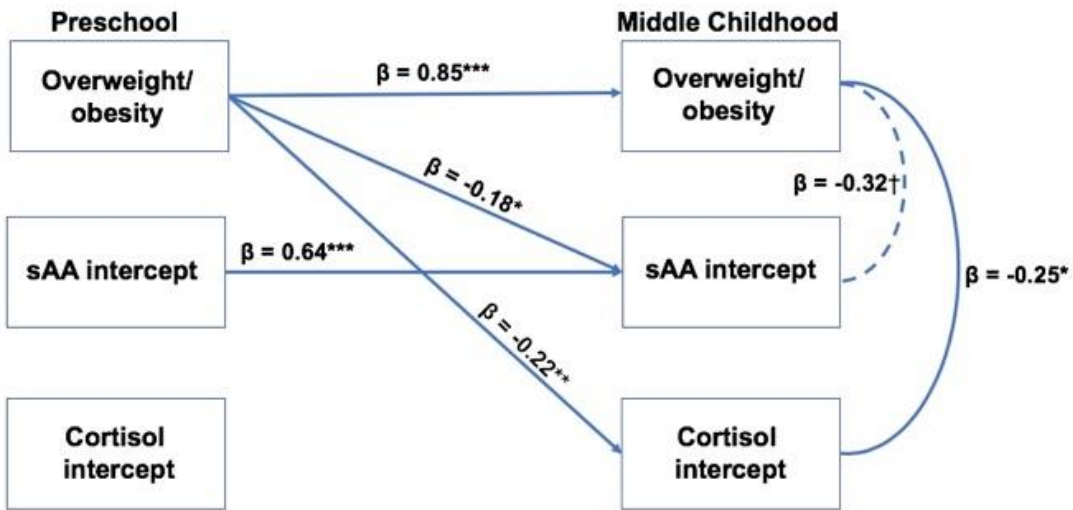 Preschool
Middle Childhood
Overweight/
obesity
β = 0.85***
Overweight/
obesity
β = -0.18*
β = -0.32†
sAA intercept
β = 0.64***
sAA intercept
β = -0.25*
β = -0.22**
Cortisol
intercept
Cortisol
intercept